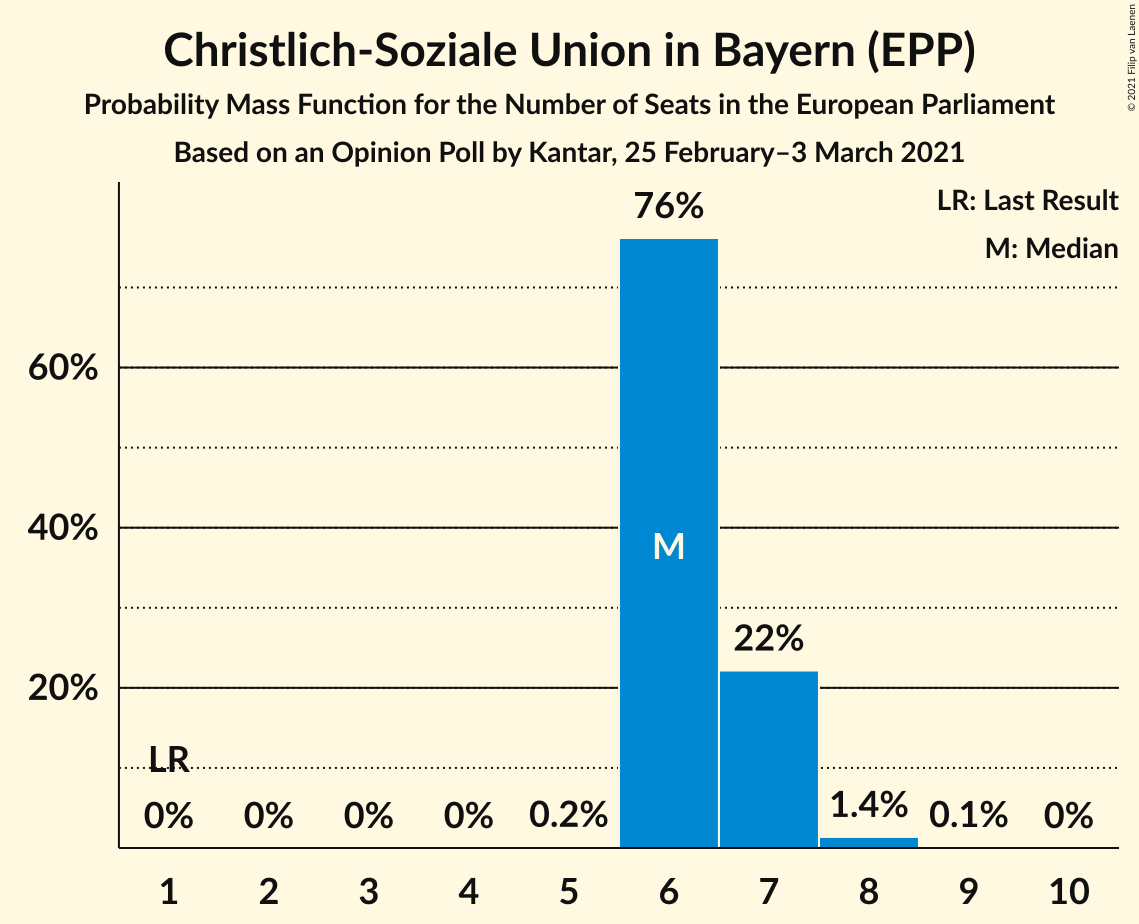 Christlich-Soziale Union in Bayern (EPP)
Probability Mass Function for the Number of Seats in the European Parliament
Based on an Opinion Poll by Kantar, 25 February–3 March 2021
© 2021 Filip van Laenen
LR: Last Result
M: Median
76%
60%
40%
M
22%
20%
LR
0% 0% 0% 0% 0.2% 1.4% 0.1% 0%
1 2 3 4 5 6 7 8 9 10